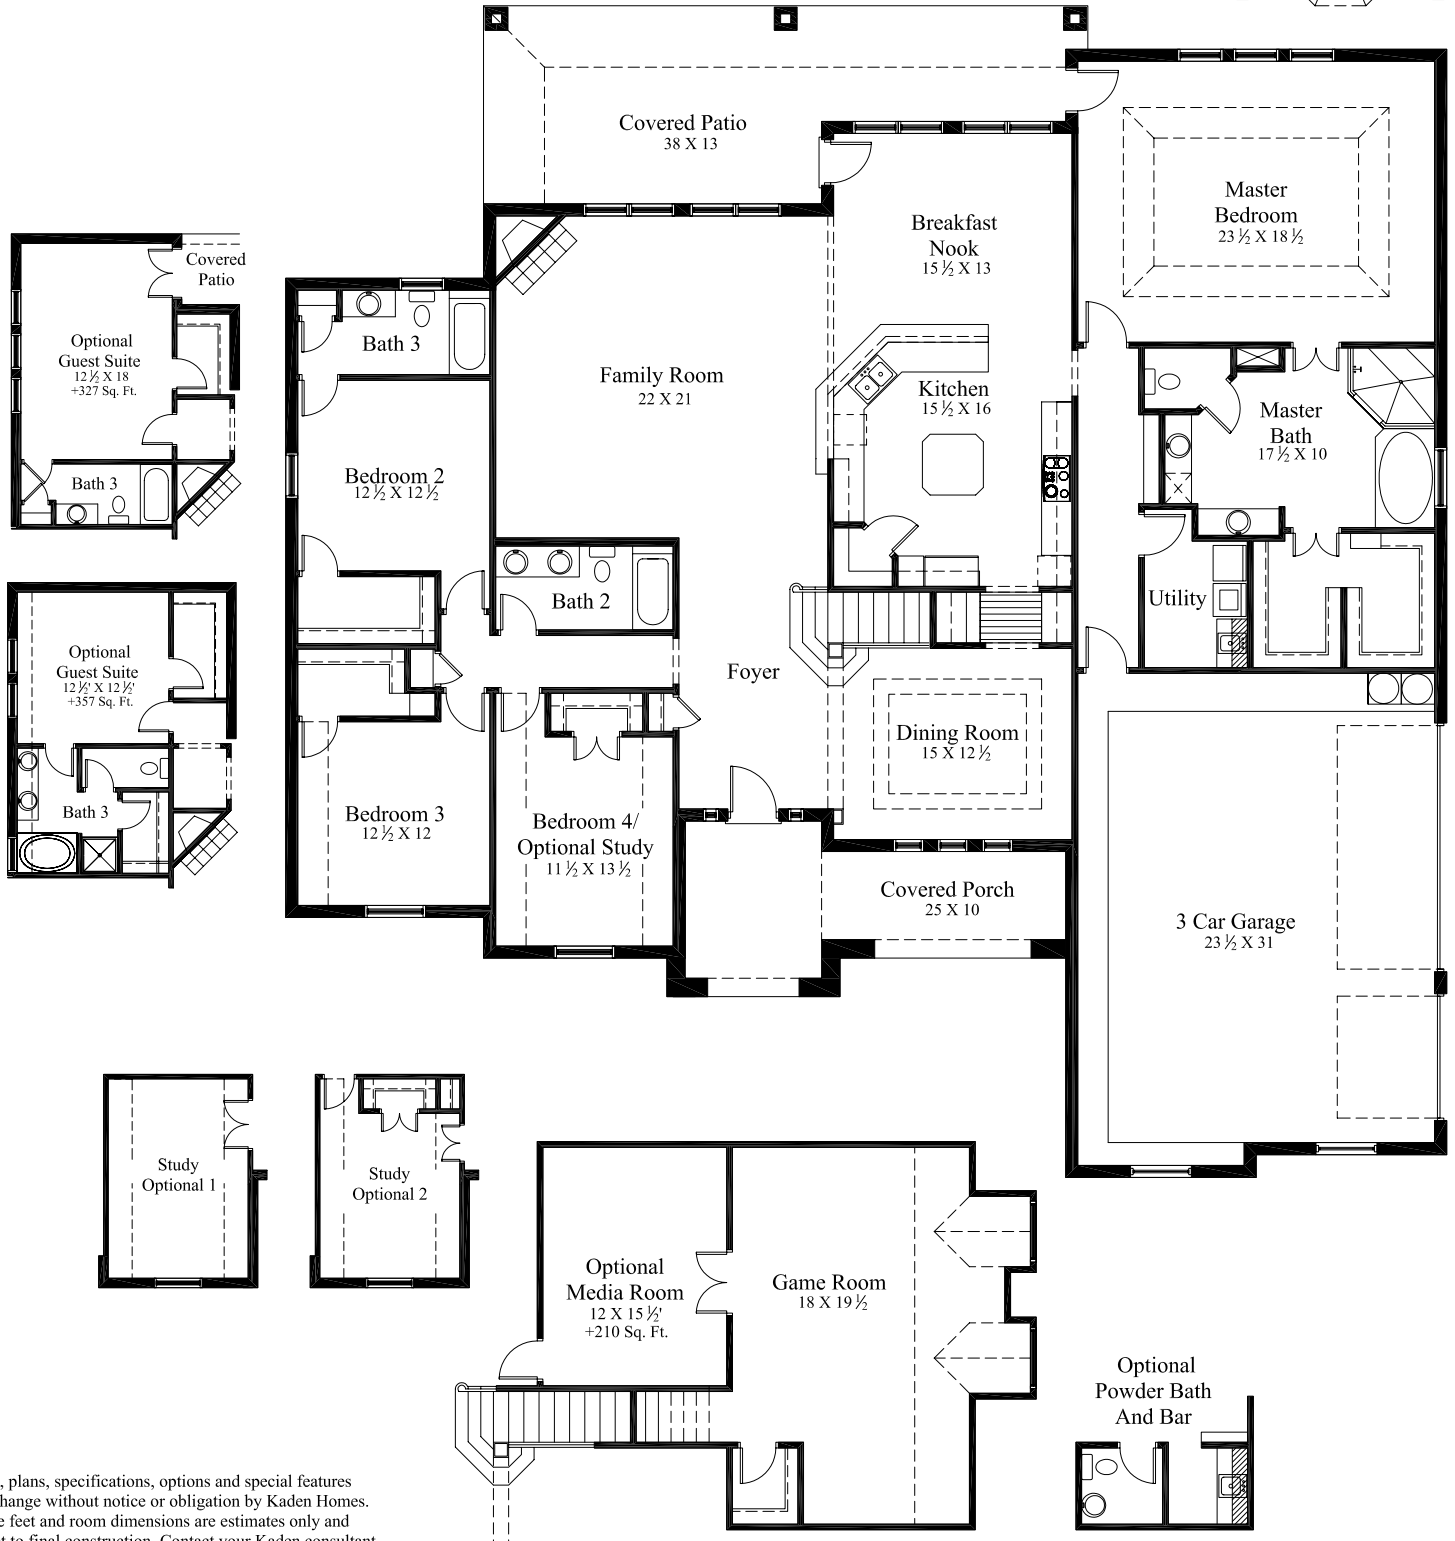 Covered Patio
38 X 13
Master
Bedroom
23 ½ X 18 ½
Breakfast
Nook
15 ½ X 13
Covered
Patio
Optional
Guest Suite
12 ½ X 18
+327 Sq. Ft.
Bath 3
Bath 3
Family Room
22 X 21
Kitchen
15 ½ X 16
Master
Bath
17 ½ X 10
Bedroom 2
12 ½ X 12 ½
Bath 2
Utility
Optional
Guest Suite
12 ½' X 12 ½'
+357 Sq. Ft.
Bath 3
Foyer
Dining Room
15 X 12 ½
Bedroom 3
12 ½ X 12
Bedroom 4/
Optional Study
11 ½ X 13 ½
Covered Porch
25 X 10
3 Car Garage
23 ½ X 31
Study
Optional 1
Study
Optional 2
Optional
Media Room
12 X 15 ½'
+210 Sq. Ft.
Game Room
18 X 19 ½
Optional
Powder Bath
And Bar
, plans, specifications, options and special features
hange without notice or obligation by Kaden Homes.
e feet and room dimensions are estimates only and
t to final construction. Contact your Kaden consultant